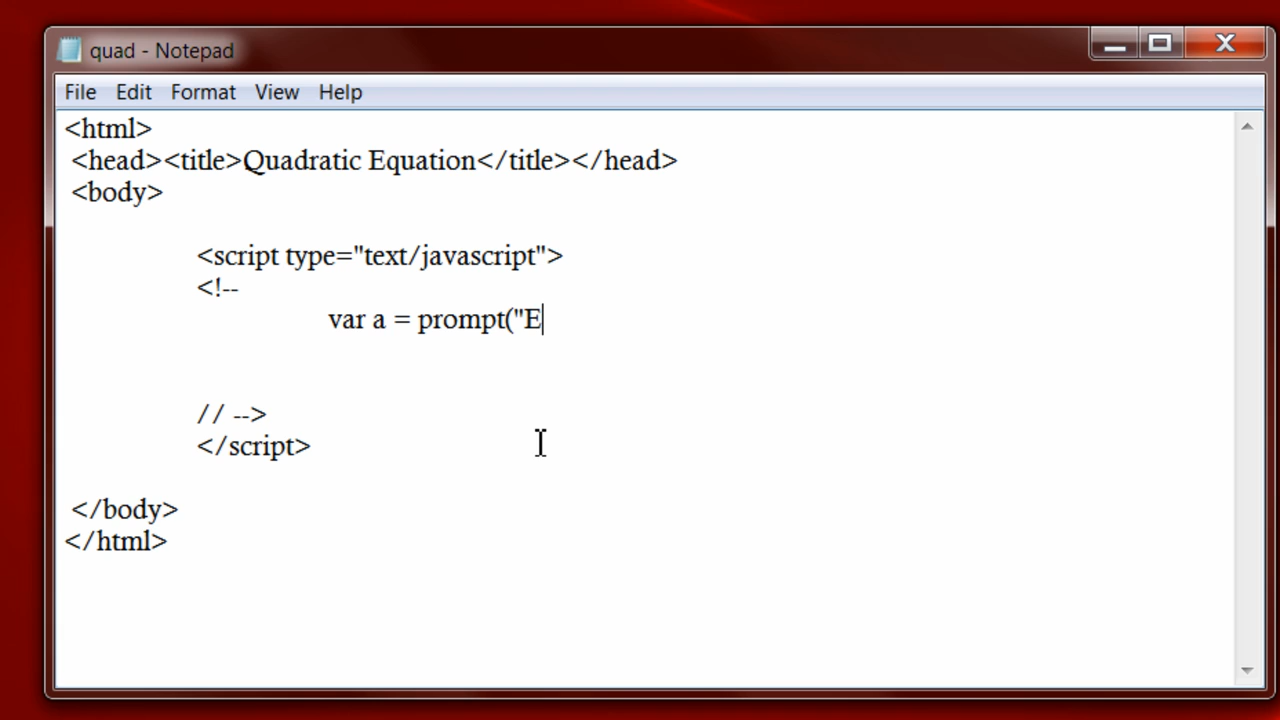 quad - Notepad
File Edit Format View Help
<html>
<head><title>Quadratic Equation</title></head>
<body>
<script type="text/javascript">
<!--
var a = prompt("E
// -->
</script>
</body>
</html>